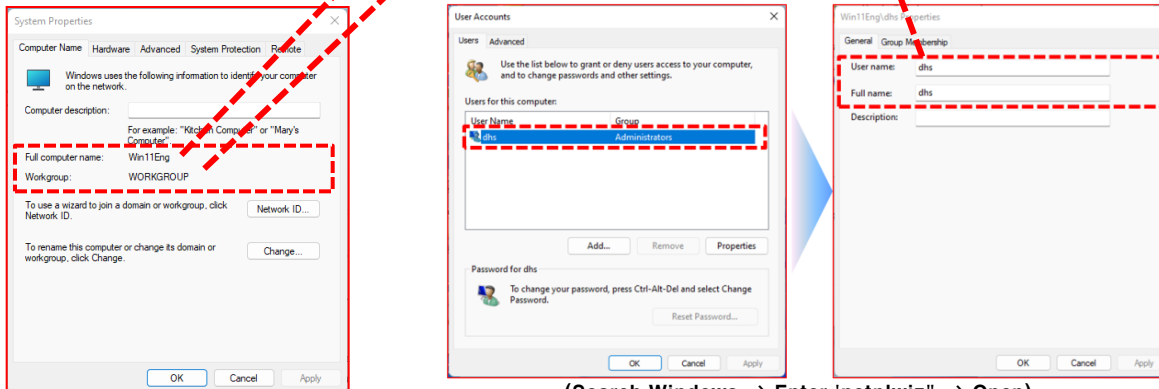 System Properties
Computer Name Hardware Advanced System Protection Remote
Windows uses the following information to identify your computer
on the network.
Computer description:
For example: "Kitchen Computer" or "Mary's
Computer".
Full computer name: Win11Eng
Workgroup: WORKGROUP
To use a wizard to join a domain or workgroup, click
Network ID.
Network ID...
To rename this computer or change its domain or
workgroup, click Change.
Change...
OK Cancel Apply
User Accounts
Users Advanced
Use the list below to grant or deny users access to your computer,
and to change passwords and other settings.
Users for this computer:
User Name Group
dhs Administrators
Add... Remove Properties
Password for dhs
To change your password, press Ctrl-Alt-Del and select Change
Password.
Reset Password...
OK Cancel Apply
Win11Eng\dhs Properties
General Group Membership
User name: dhs
Full name: dhs
Description:
OK Cancel Apply
(Search Windows → Enter → Open)